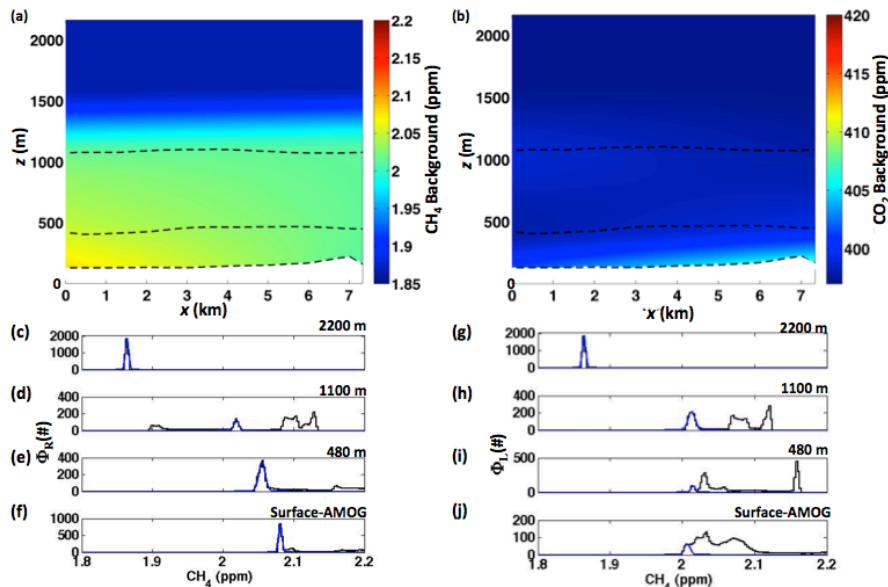 (a)
2000
1500
1000
500
0
z (m)
0 1 2 3 4 5 6 7
x (km)
2.2
2.15
2.1
2.05
2
1.95
1.9
1.85
CH4 Background (ppm)
(b)
2000
1500
1000
500
0
z (m)
0 1 2 3 4 5 6 7
x (km)
420
415
410
405
400
CO2 Background (ppm)
(c)
2200 m
2000
1000
0
(d)
1100 m
400
200
0
(e)
480 m
400
200
0
(f)
Surface-AMOG
1000
500
0
ΦR(#)
1.8 1.9 2 2.1 2.2
CH4 (ppm)
(g)
2200 m
2000
1000
0
(h)
1100 m
400
200
0
(i)
480 m
500
0
(j)
Surface-AMOG
200
100
0
ΦL(#)
1.8 1.9 2 2.1 2.2
CH4 (ppm)